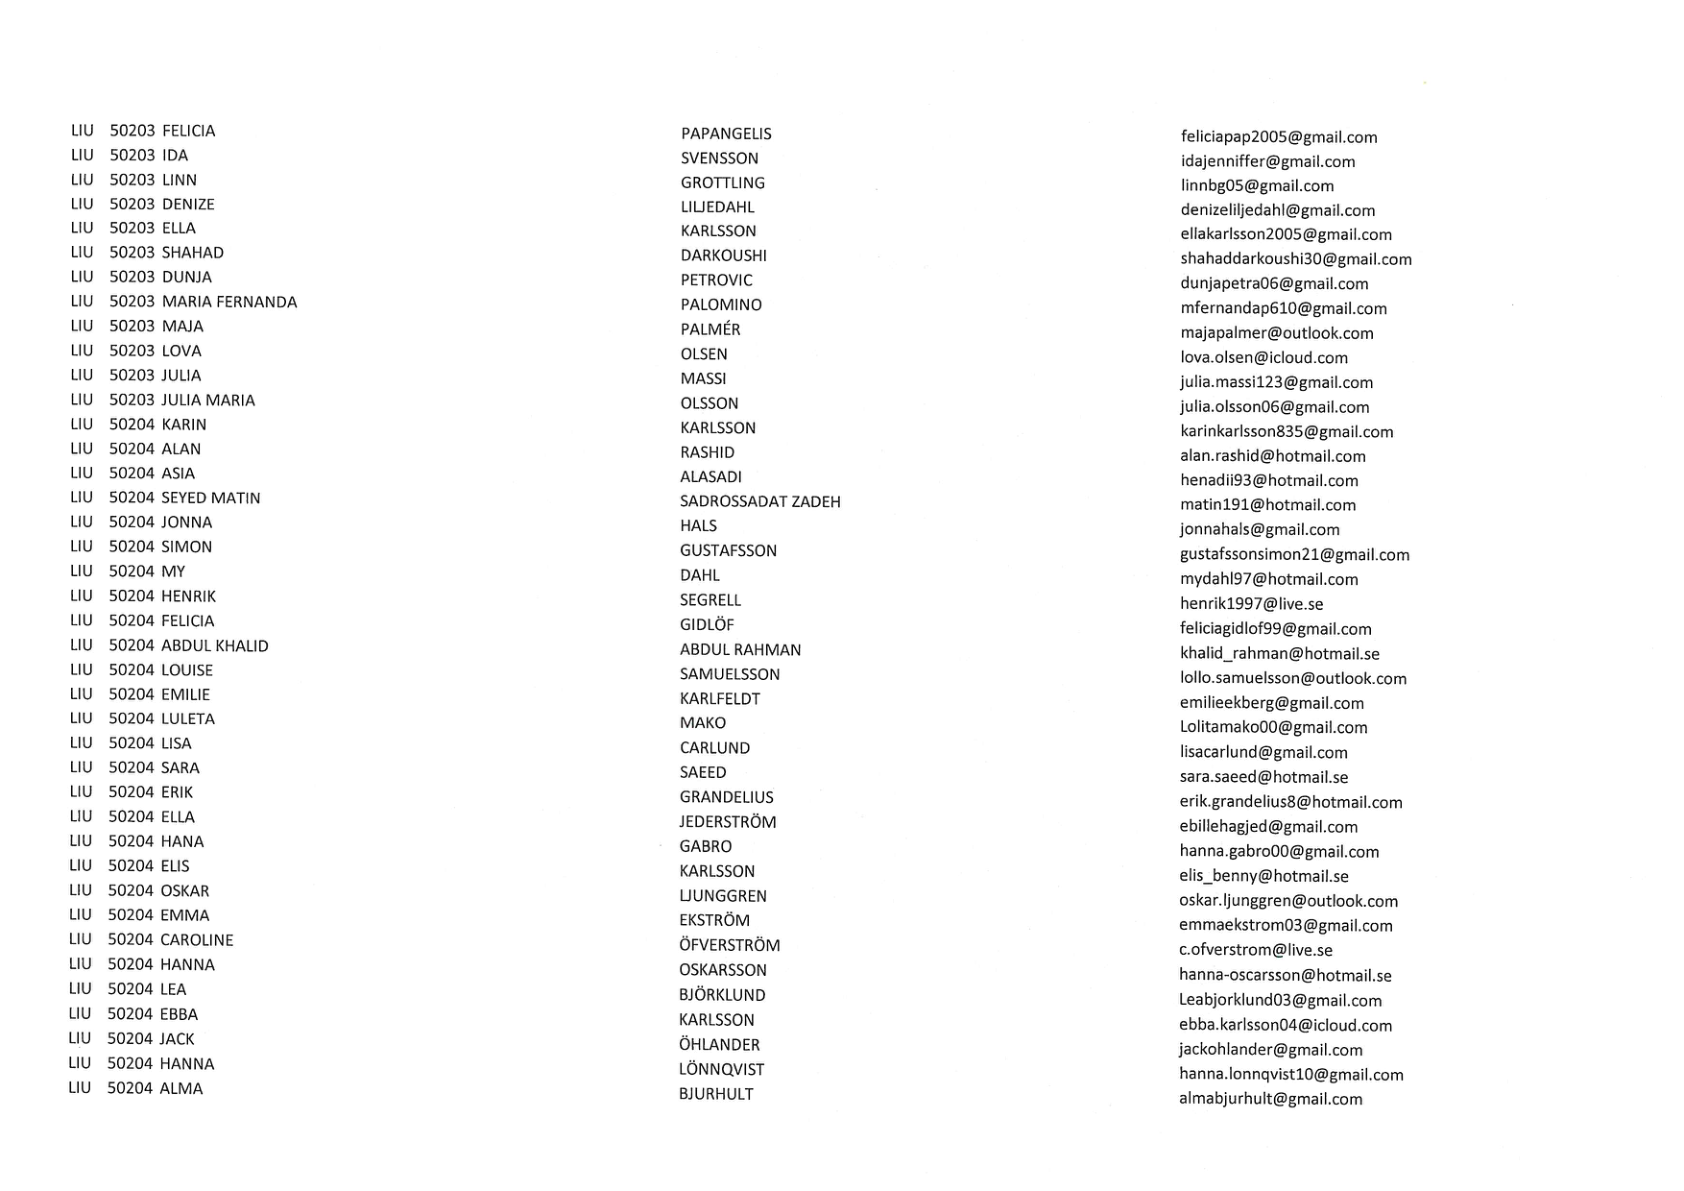 LIU 50203 FELICIA PAPANGELIS feliciapap2005@gmail.com
LIU 50203 IDA SVENSSON idajenniffer@gmail.com
LIU 50203 LINN GROTTLING linnbg05@gmail.com
LIU 50203 DENIZE LILJEDAHL denizeliljedahl@gmail.com
LIU 50203 ELLA KARLSSON ellakarlsson2005@gmail.com
LIU 50203 SHAHAD DARKOUSHI shahaddarkoushi30@gmail.com
LIU 50203 DUNJA PETROVIC dunjapetra06@gmail.com
LIU 50203 MARIA FERNANDA PALOMINO mfernandap610@gmail.com
LIU 50203 MAJA PALMÉR majapalmer@outlook.com
LIU 50203 LOVA OLSEN lova.olsen@icloud.com
LIU 50203 JULIA MASSI julia.massi123@gmail.com
LIU 50203 JULIA MARIA OLSSON julia.olsson06@gmail.com
LIU 50204 KARIN KARLSSON karinkarlsson835@gmail.com
LIU 50204 ALAN RASHID alan.rashid@hotmail.com
LIU 50204 ASIA ALASADI henadii93@hotmail.com
LIU 50204 SEYED MATIN SADROSSADAT ZADEH matin191@hotmail.com
LIU 50204 JONNA HALS jonnahals@gmail.com
LIU 50204 SIMON GUSTAFSSON gustafssonsimon21@gmail.com
LIU 50204 MY DAHL mydahl97@hotmail.com
LIU 50204 HENRIK SEGRELL henrik1997@live.se
LIU 50204 FELICIA GIDLÖF feliciagidlof99@gmail.com
LIU 50204 ABDUL KHALID ABDUL RAHMAN khalid_rahman@hotmail.se
LIU 50204 LOUISE SAMUELSSON lollo.samuelsson@outlook.com
LIU 50204 EMILIE KARLFELDT emilieekberg@gmail.com
LIU 50204 LULETA MAKO Lolitamako00@gmail.com
LIU 50204 LISA CARLUND lisacarlund@gmail.com
LIU 50204 SARA SAEED sara.saeed@hotmail.se
LIU 50204 ERIK GRANDELIUS erik.grandelius8@hotmail.com
LIU 50204 ELLA JEDERSTRÖM ebillehagjed@gmail.com
LIU 50204 HANA GABRO hanna.gabro00@gmail.com
LIU 50204 ELIS KARLSSON elis_benny@hotmail.se
LIU 50204 OSKAR LJUNGGREN oskar.ljunggren@outlook.com
LIU 50204 EMMA EKSTRÖM emmaekstrom03@gmail.com
LIU 50204 CAROLINE ÖFVERSTRÖM c.ofverstrom@live.se
LIU 50204 HANNA OSKARSSON hanna-oscarsson@hotmail.se
LIU 50204 LEA BJÖRKLUND Leabjorklund03@gmail.com
LIU 50204 EBBA KARLSSON ebba.karlsson04@icloud.com
LIU 50204 JACK ÖHLANDER jackohlander@gmail.com
LIU 50204 HANNA LÖNNQVIST hanna.lonnqvist10@gmail.com
LIU 50204 ALMA BJURHULT almabjurhult@gmail.com